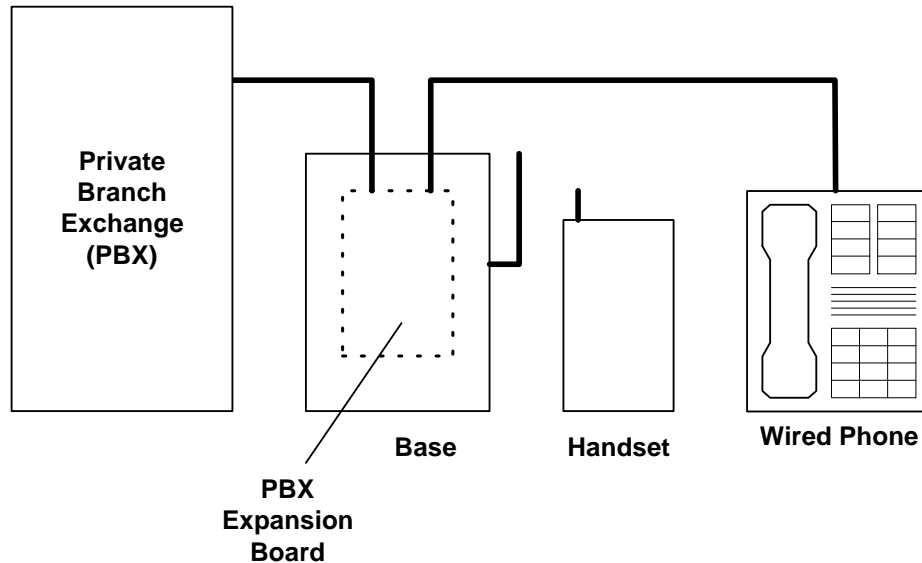 Private
Branch
Exchange
(PBX)
Base
Handset
Wired Phone
PBX
Expansion
Board